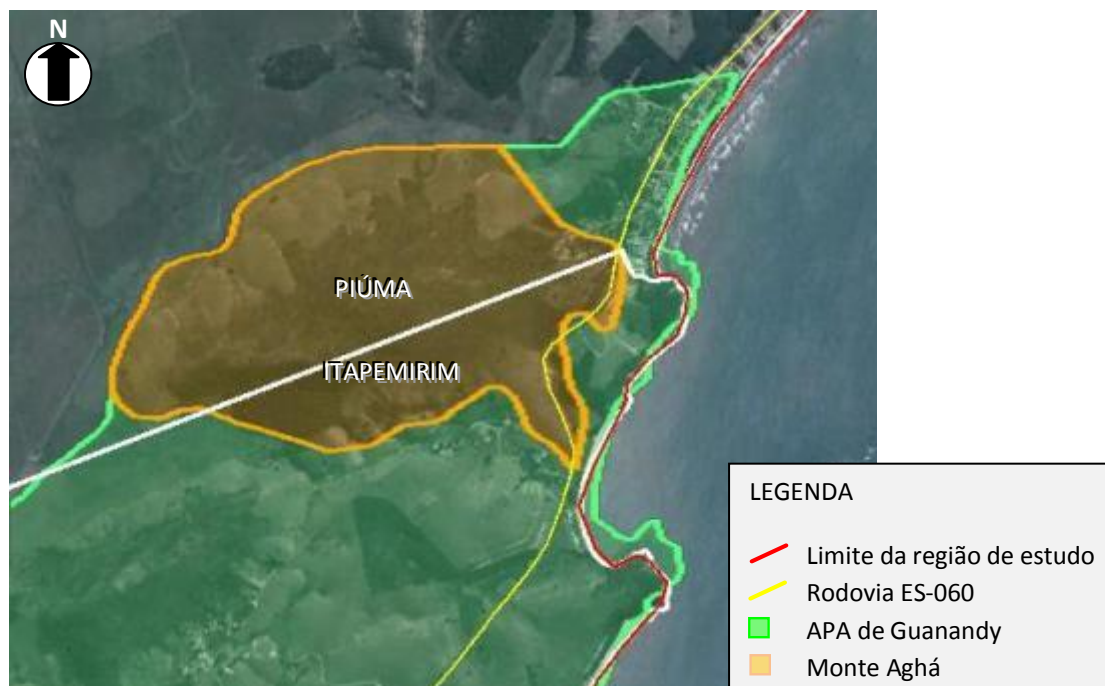 N
PIÚMA
ITAPEMIRIM
LEGENDA
Limite da região de estudo
Rodovia ES-060
APA de Guanandy
Monte Aghá